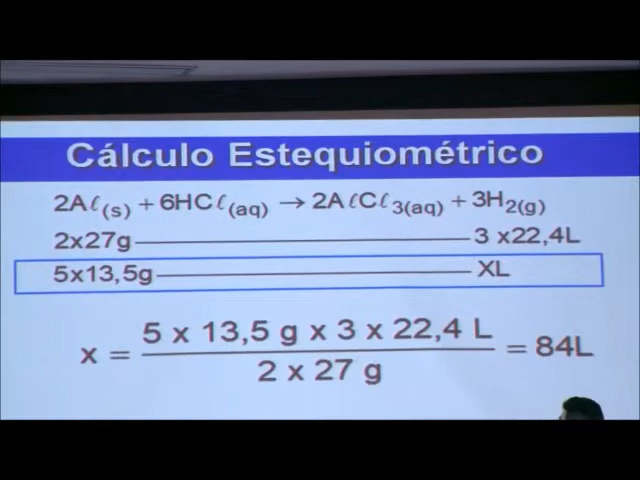 Cálculo Estequiométrico
2Aℓ(s) + 6HCℓ(aq) → 2AℓCℓ3(aq) + 3H2(g)
2x27g 3 x22,4L
5x13,5g XL
x = 5 x 13,5 g x 3 x 22,4 L / 2 x 27 g = 84L